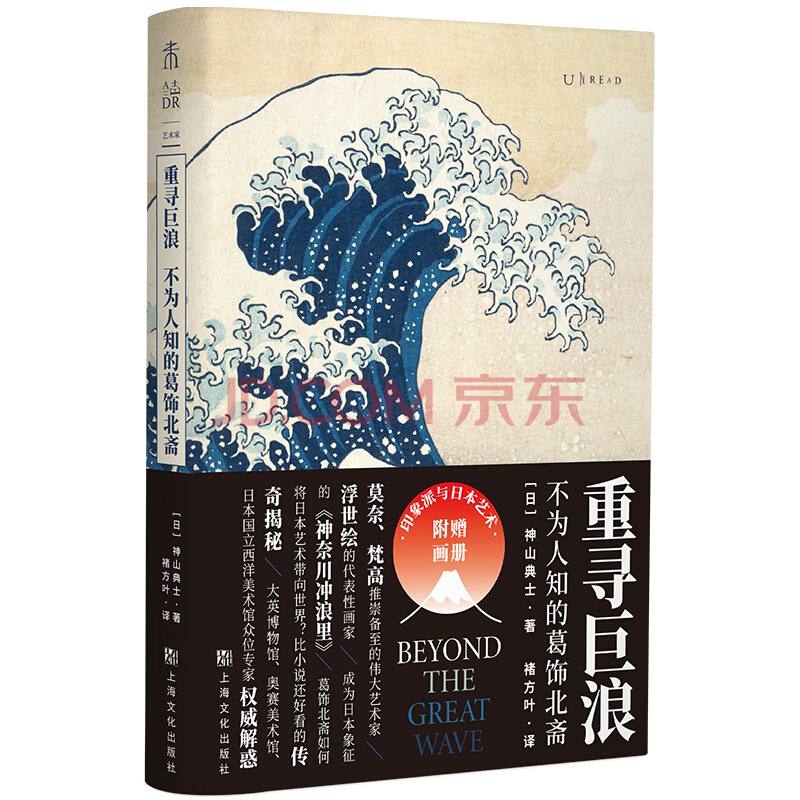 未
艺术家
重寻巨浪 不为人知的葛饰北斋
[日]神山典士·著
褚方叶·译
上海文化出版社
UNREAD
JD.COM 京东
重寻巨浪
不为人知的葛饰北斋
[日]神山典士·著 褚方叶·译
·印象派与日本艺术·
附赠
画册
BEYOND
THE
GREAT
WAVE
莫奈、梵高推崇备至的伟大艺术家/
浮世绘的代表性画家/成为日本象征
的《神奈川冲浪里》/葛饰北斋如何
将日本艺术带向世界?比小说还好看的传
奇揭秘/大英博物馆、奥赛美术馆、
日本国立西洋美术馆众位专家权威解惑
上海文化出版社